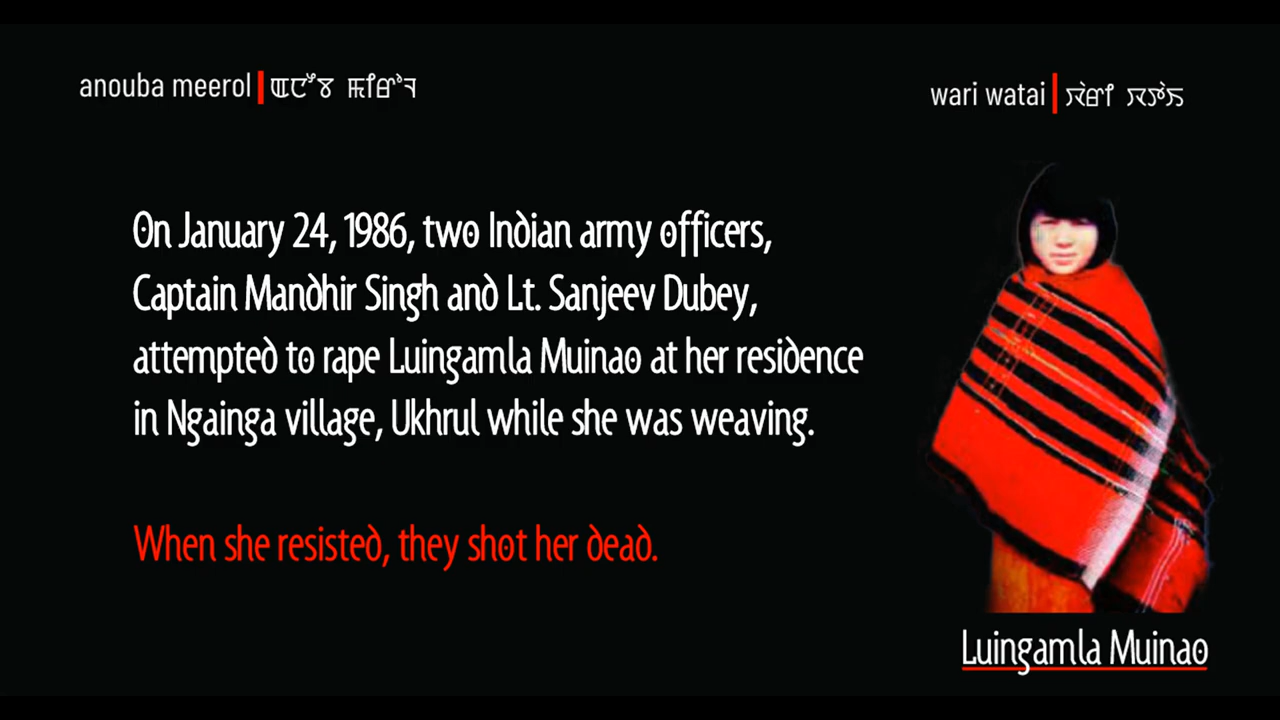 anouba meerol | ꯑꯅꯧꯕ ꯃꯤꯔꯣꯜ
wari watai | ꯋꯥꯔꯤ ꯋꯇꯥꯢ
On January 24, 1986, two Indian army officers,
Captain Mandhir Singh and Lt. Sanjeev Dubey,
attempted to rape Luingamla Muinao at her residence
in Ngainga village, Ukhrul while she was weaving.
When she resisted, they shot her dead.
Luingamla Muinao